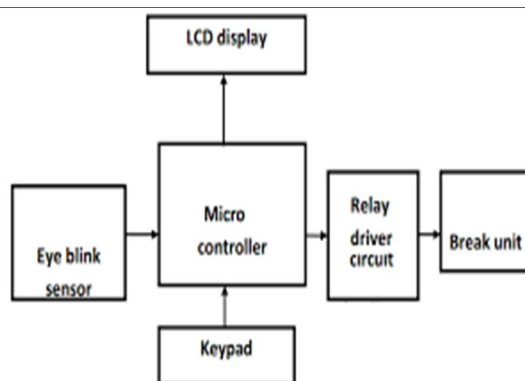 LCD display
Micro
controller
Eye blink
sensor
Relay
driver
circuit
Break unit
Keypad